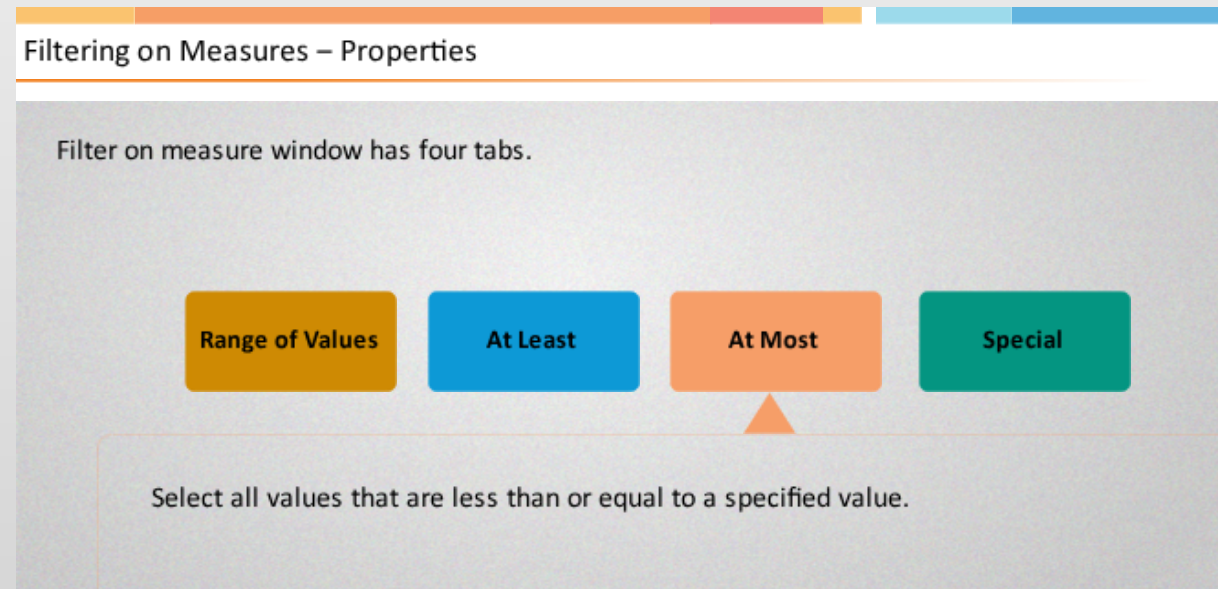 Filtering on Measures – Properties
Filter on measure window has four tabs.
Range of Values
At Least
At Most
Special
Select all values that are less than or equal to a specified value.